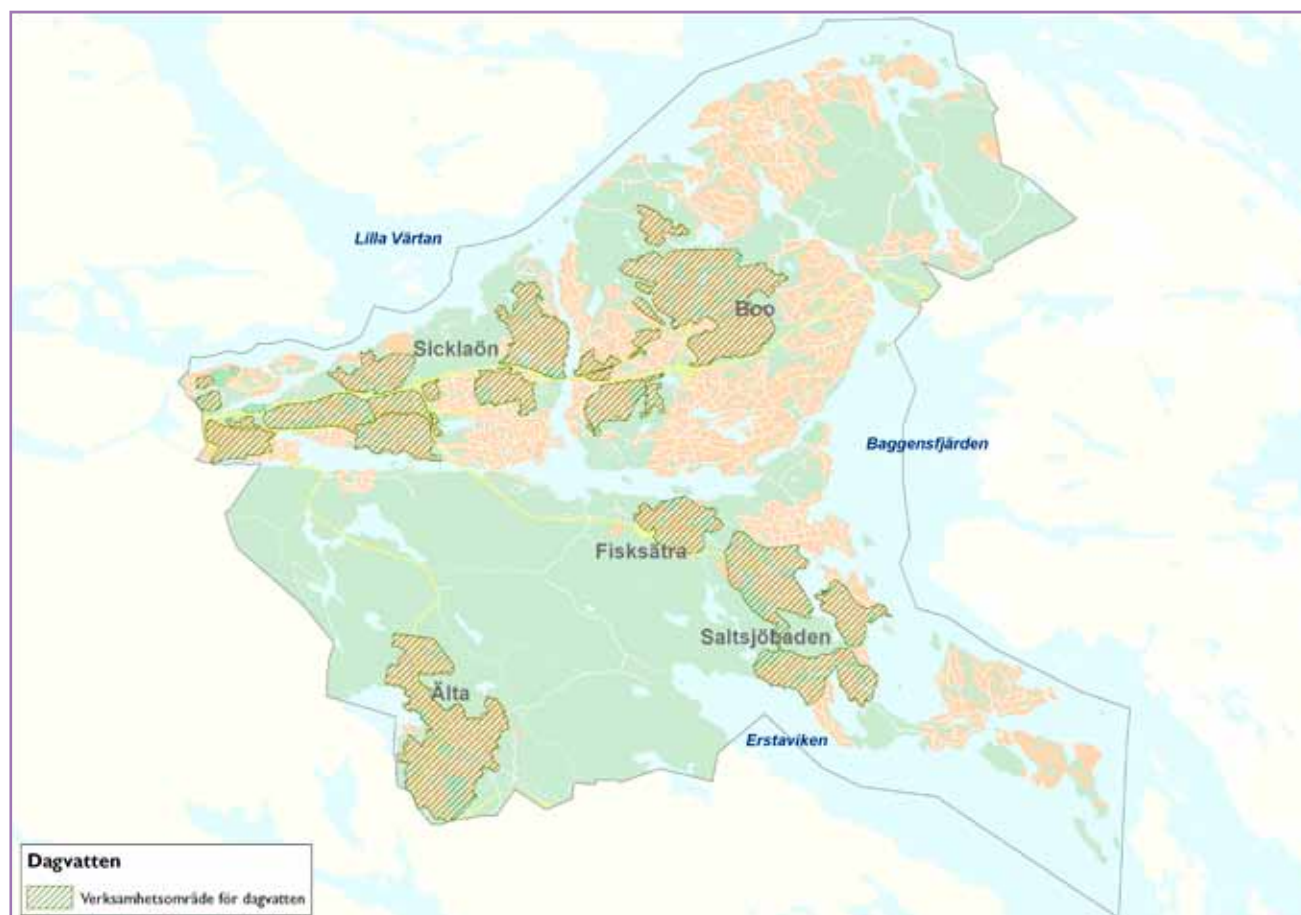 Lilla Värtan
Boo
Sicklaön
Baggensfjärden
Fisksätra
Saltsjöbaden
Älta
Erstaviken
Dagvatten
Verksamhetsområde för dagvatten